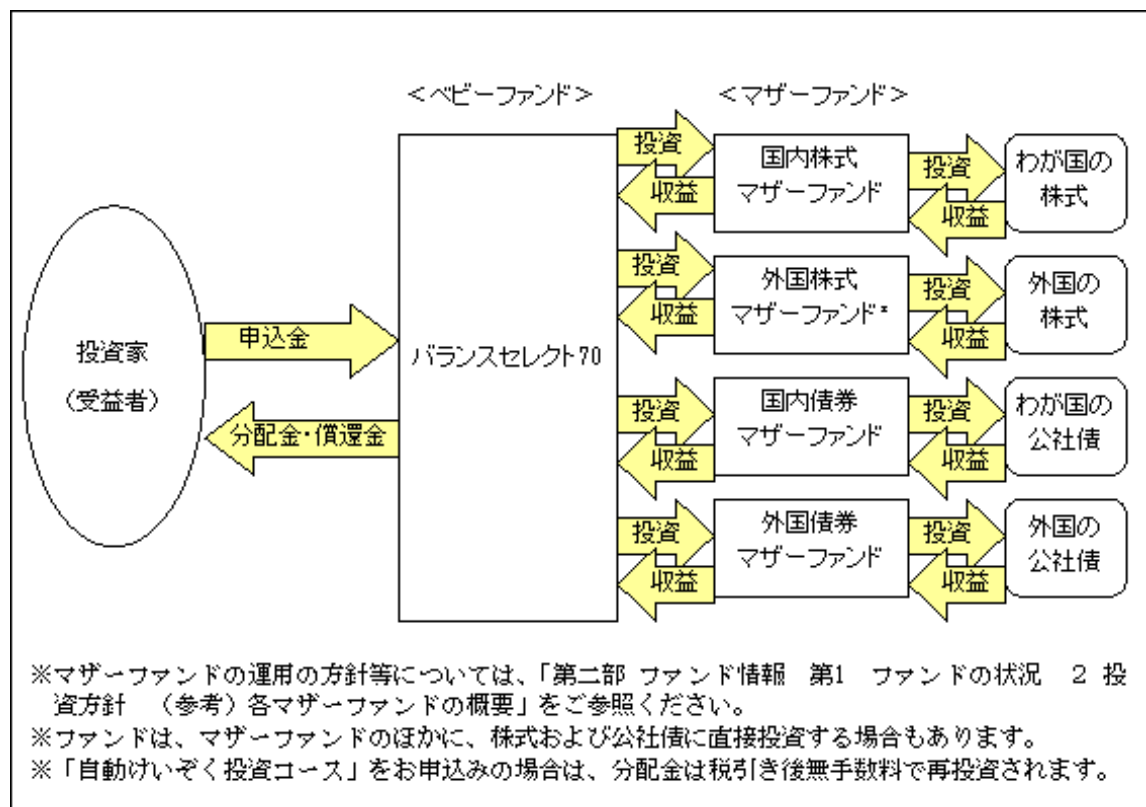 <ベビーファンド>
<マザーファンド>
投資家
(受益者)
申込金
分配金・償還金
バランスセレクト70
投資
収益
国内株式
マザーファンド
投資
収益
わが国の
株式
投資
収益
外国株式
マザーファンド*
投資
収益
外国の
株式
投資
収益
国内債券
マザーファンド
投資
収益
わが国の
公社債
投資
収益
外国債券
マザーファンド
投資
収益
外国の
公社債
※マザーファンドの運用の方針等については、「第二部 ファンド情報 第1 ファンドの状況 2 投
資方針 (参考)各マザーファンドの概要」をご参照ください。
※ファンドは、マザーファンドのほかに、株式および公社債に直接投資する場合もあります。
※「自動けいぞく投資コース」をお申込みの場合は、分配金は税引き後無手数料で再投資されます。